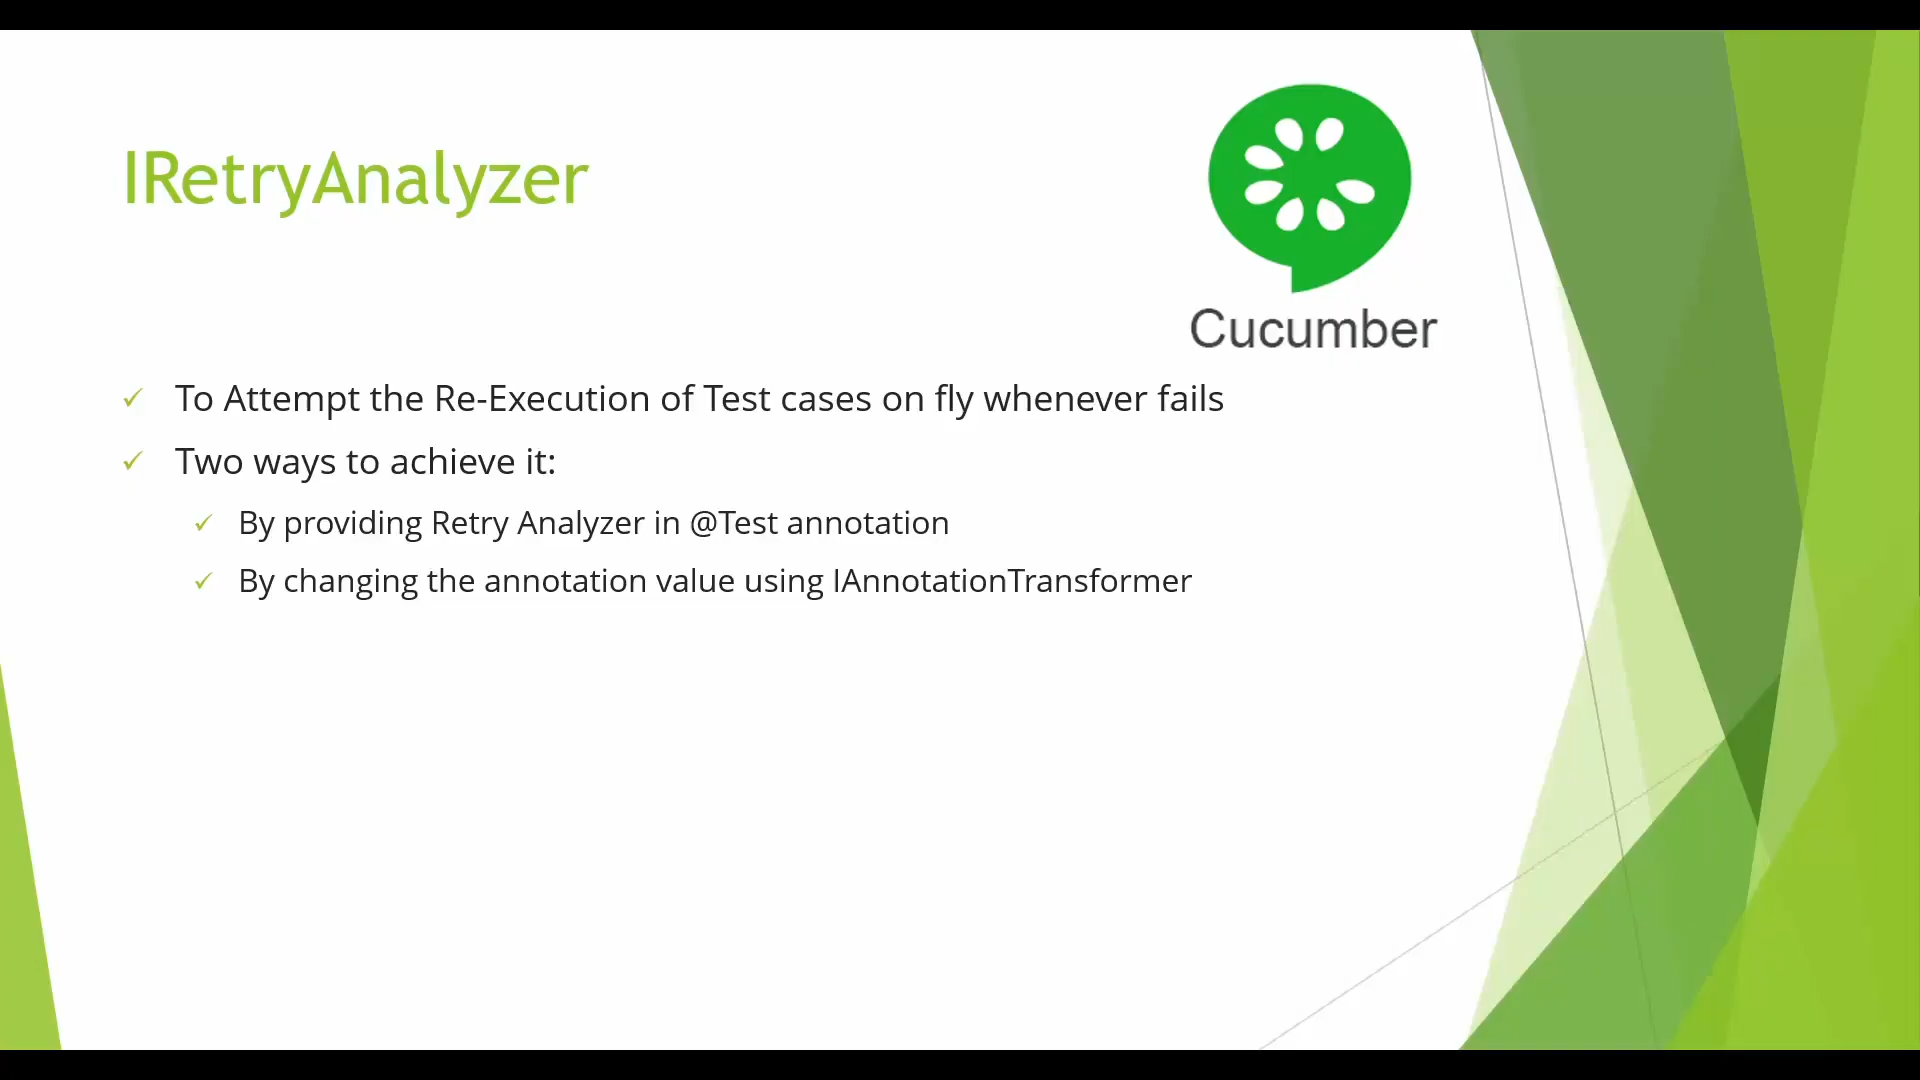 IRetryAnalyzer
Cucumber
To Attempt the Re-Execution of Test cases on fly whenever fails
Two ways to achieve it:
By providing Retry Analyzer in @Test annotation
By changing the annotation value using IAnnotationTransformer